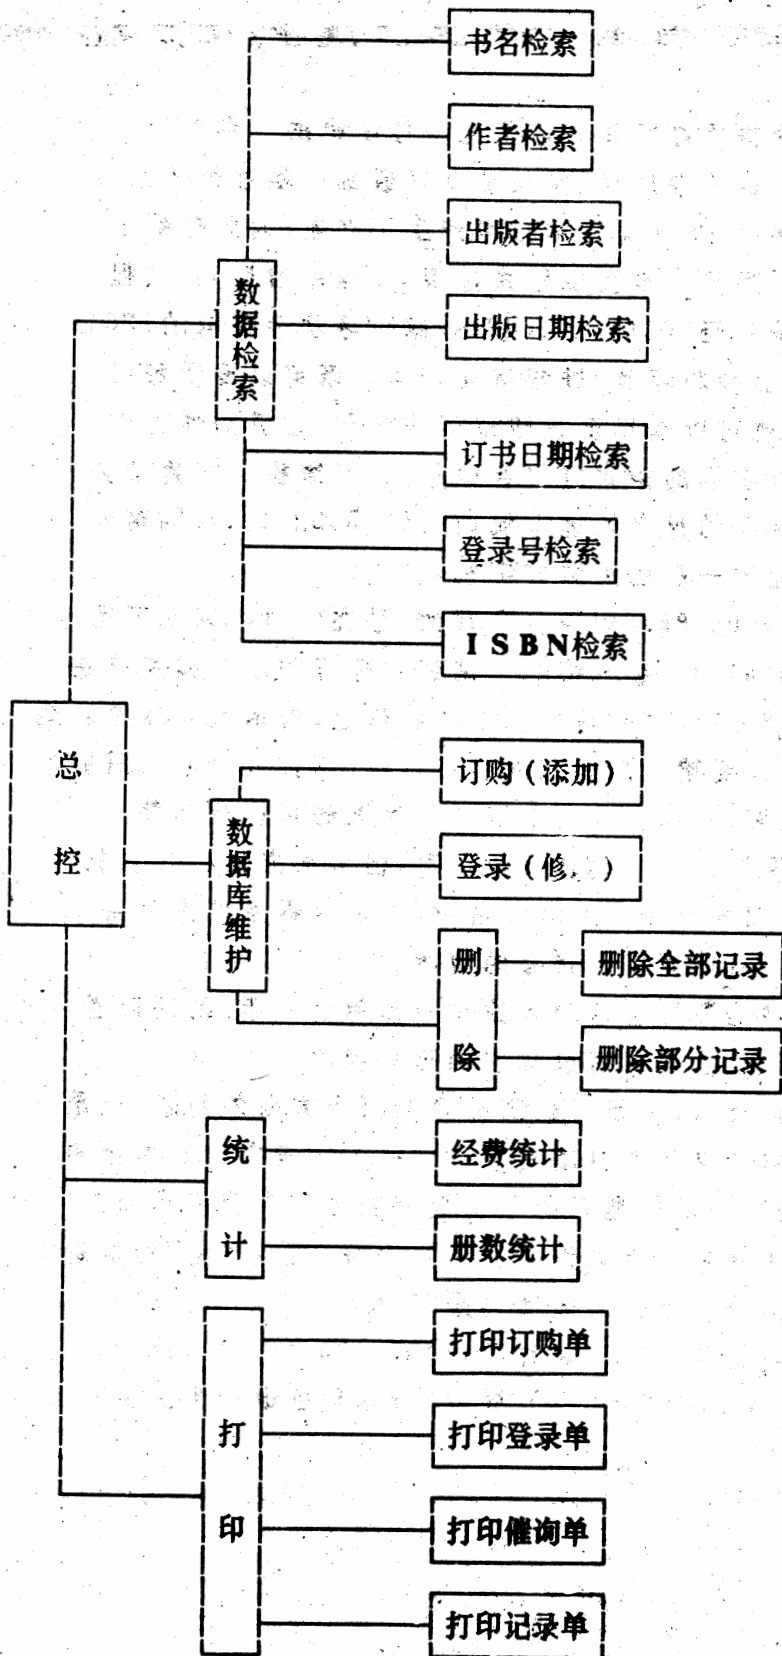 书名检索
作者检索
出版者检索
数据检索
出版日期检索
订书日期检索
登录号检索
ISBN检索
总控
订购（添加）
数据库维护
登录（修 ）
删除
删除全部记录
删除部分记录
统计
经费统计
册数统计
打印
打印订购单
打印登录单
打印催询单
打印记录单